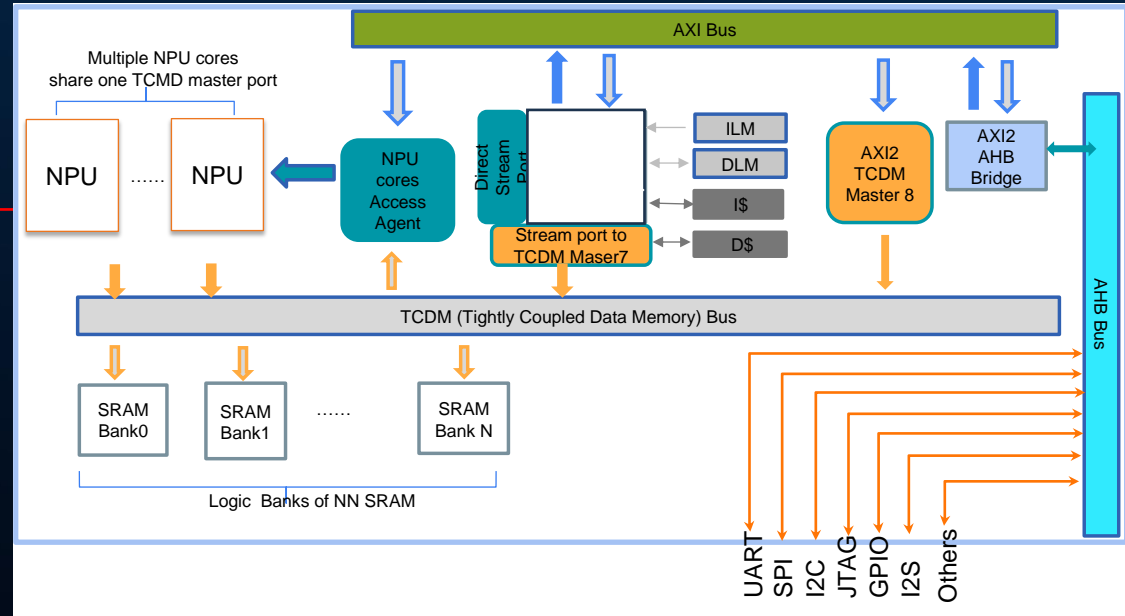 AXI Bus
Multiple NPU cores
share one TCMD master port
NPU
......
NPU
NPU
cores
Access
Agent
Direct
Stream
Port
ILM
DLM
I$
D$
Stream port to
TCDM Maser7
AXI2
TCDM
Master 8
AXI2
AHB
Bridge
AHB Bus
TCDM (Tightly Coupled Data Memory) Bus
SRAM
Bank0
SRAM
Bank1
......
SRAM
Bank N
Logic Banks of NN SRAM
UART
SPI
I2C
JTAG
GPIO
I2S
Others